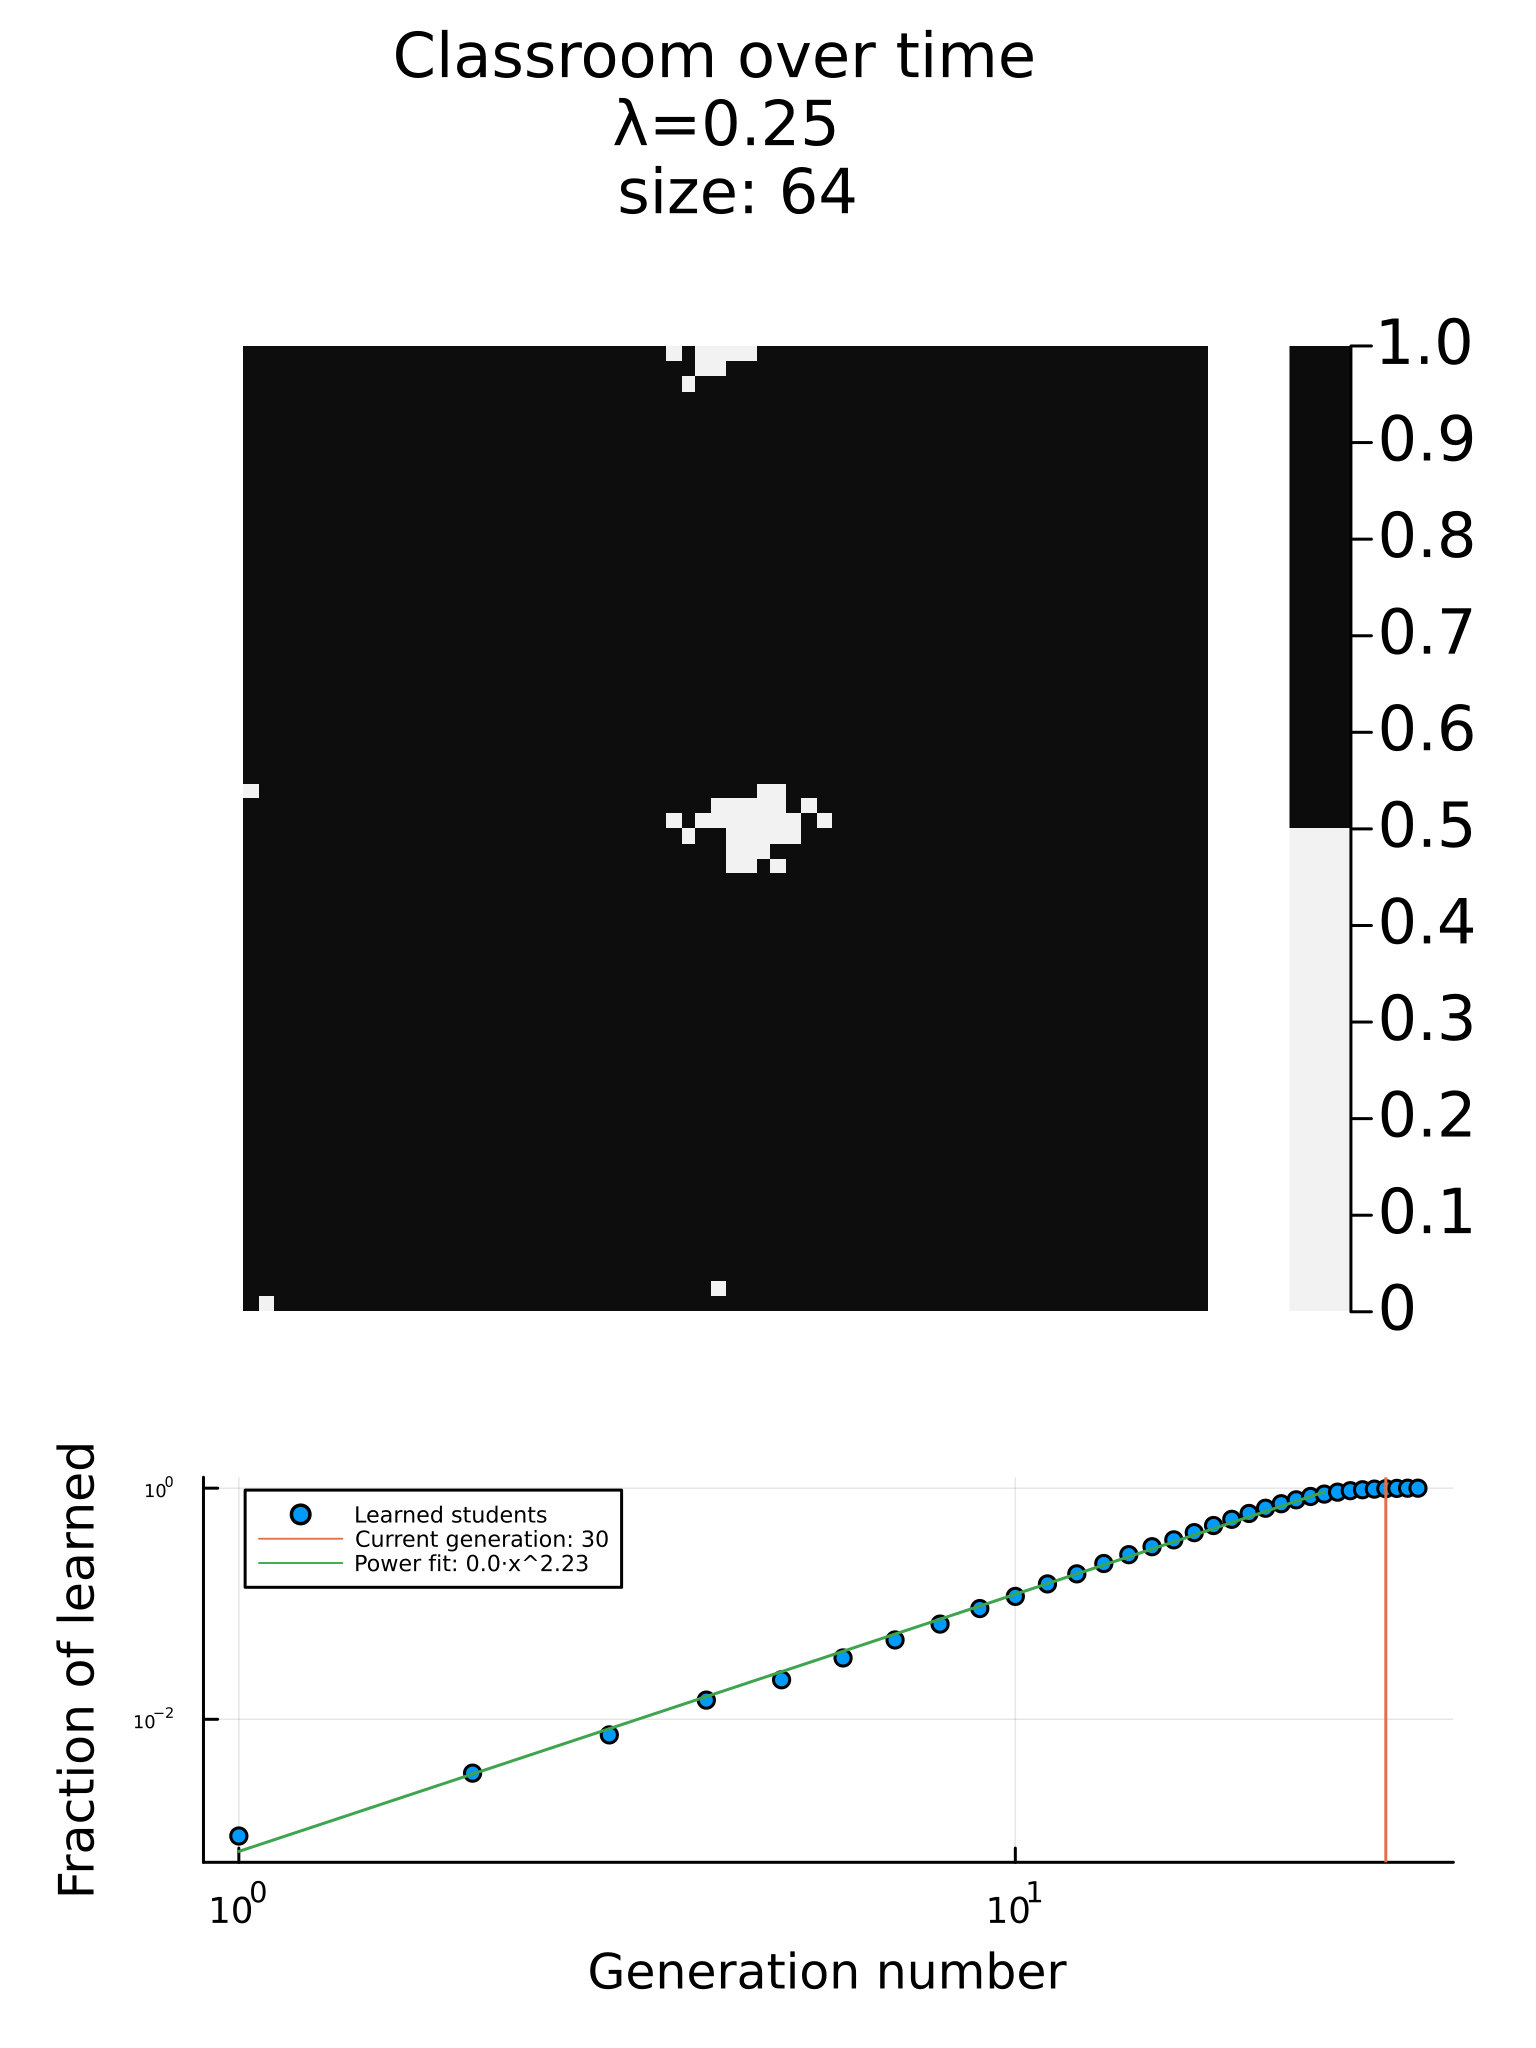 Classroom over time
λ=0.25
size: 64
1.0
0.9
0.8
0.7
0.6
0.5
0.4
0.3
0.2
0.1
0
Fraction of learned
10⁰
10⁻²
Learned students
Current generation: 30
Power fit: 0.0·x^2.23
10⁰
10¹
Generation number